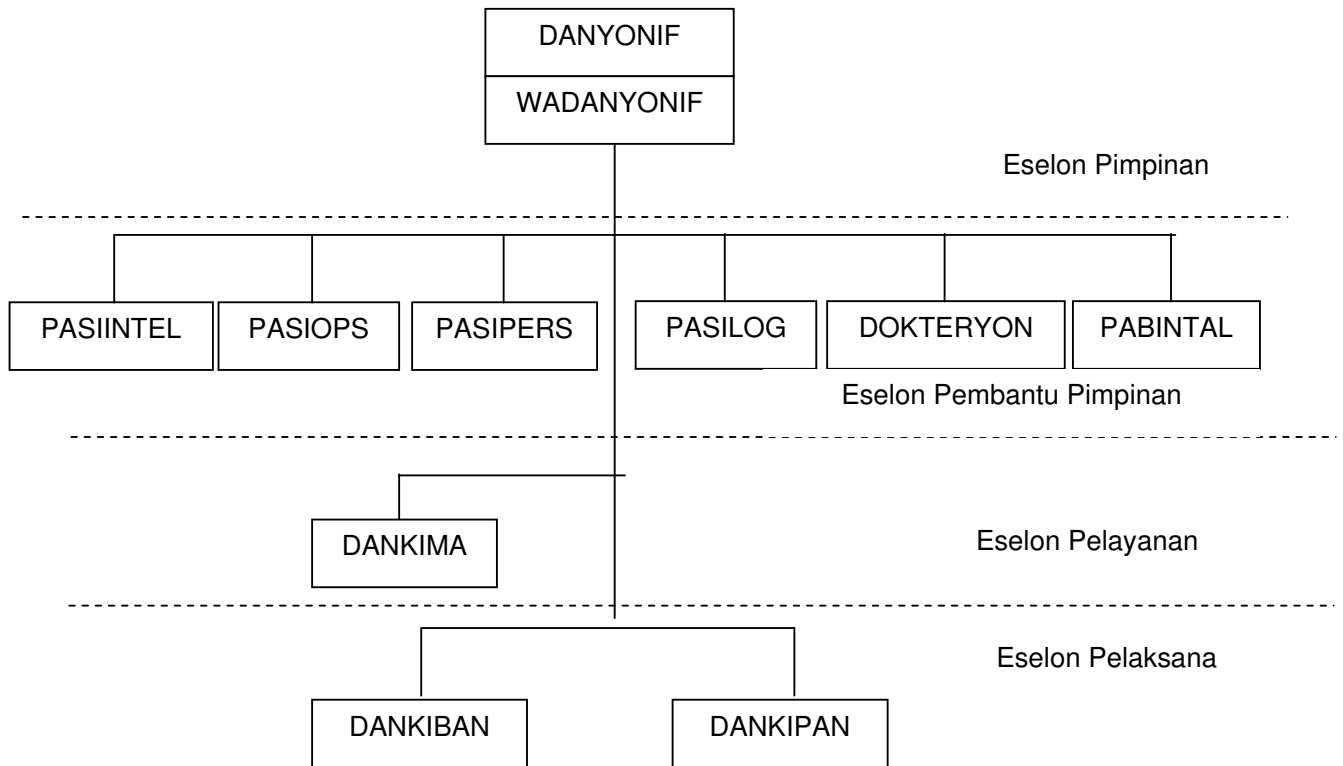 DANYONIF
WADANYONIF
Eselon Pimpinan
PASIINTEL
PASIOPS
PASIPERS
PASILOG
DOKTERYON
PABINTAL
Eselon Pembantu Pimpinan
DANKIMA
Eselon Pelayanan
Eselon Pelaksana
DANKIBAN
DANKIPAN